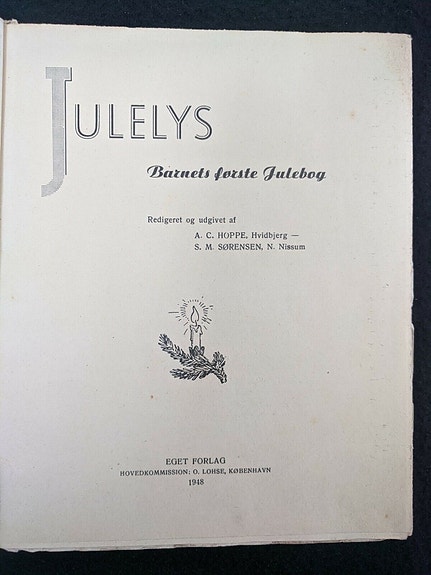 JULELYS
Barnets første Julebog
Redigeret og udgivet af
A. C. HOPPE, Hvidbjerg —
S. M. SØRENSEN, N. Nissum
EGET FORLAG
HOVEDKOMMISSION: O. LOHSE, KØBENHAVN
1948